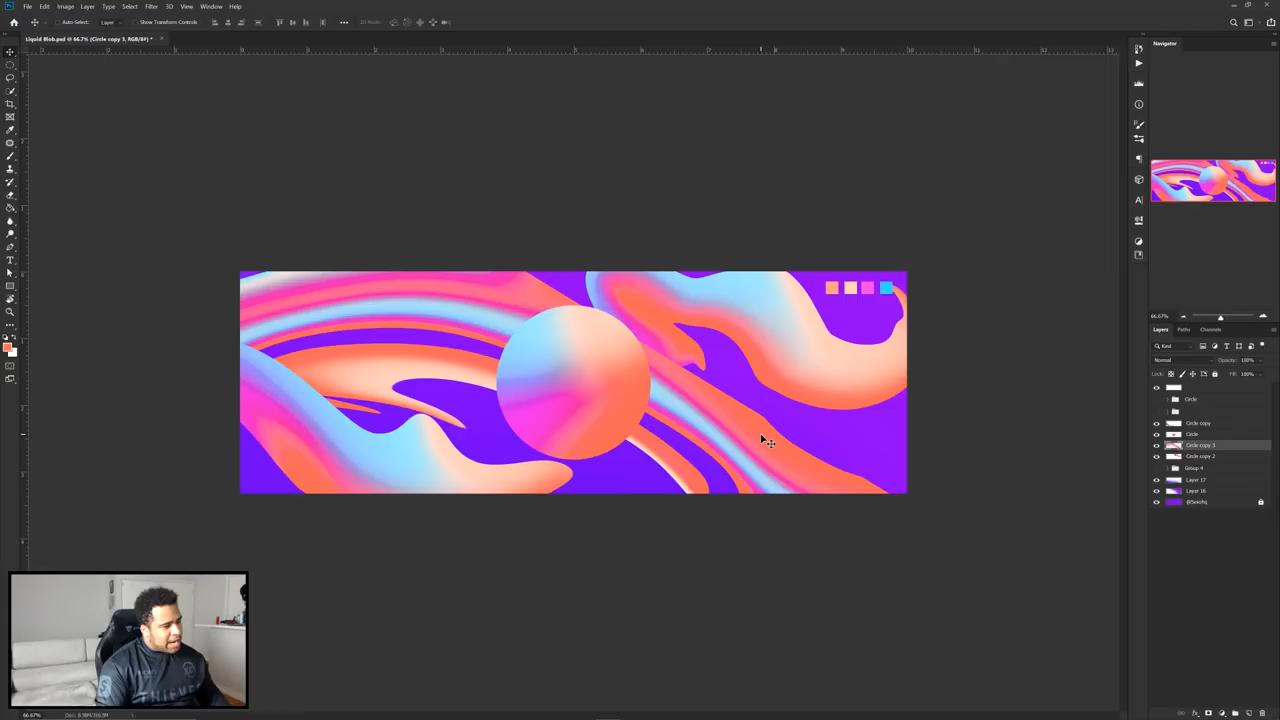 File Edit Image Layer Type Select Filter 3D View Window Help
Auto-Select: Layer Show Transform Controls 3D Mode:
Liquid Blob.psd @ 66.7% (Circle copy 3, RGB/8#) *
Navigator
66.67%
Layers Paths Channels
Kind
Normal Opacity: 100%
Lock: Fill: 100%
Circle
Circle copy
Circle
Circle copy 3
Circle copy 2
Group 4
Layer 17
Layer 16
THIEVES
66.67%